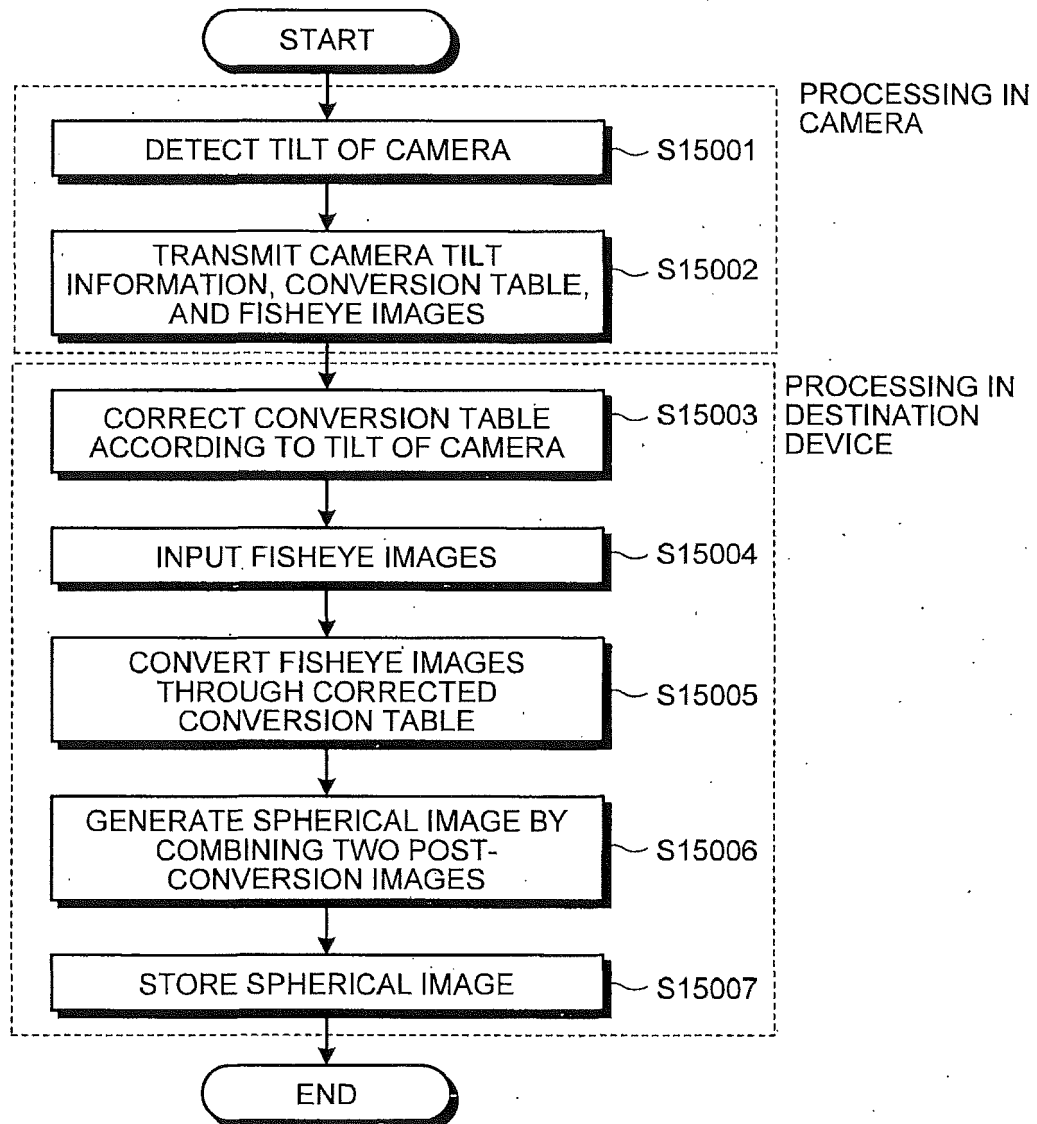 START
PROCESSING IN
CAMERA
DETECT TILT OF CAMERA
S15001
TRANSMIT CAMERA TILT
INFORMATION, CONVERSION TABLE,
AND FISHEYE IMAGES
S15002
PROCESSING IN
DESTINATION
DEVICE
CORRECT CONVERSION TABLE
ACCORDING TO TILT OF CAMERA
S15003
INPUT FISHEYE IMAGES
S15004
CONVERT FISHEYE IMAGES
THROUGH CORRECTED
CONVERSION TABLE
S15005
GENERATE SPHERICAL IMAGE BY
COMBINING TWO POST-
CONVERSION IMAGES
S15006
STORE SPHERICAL IMAGE
S15007
END